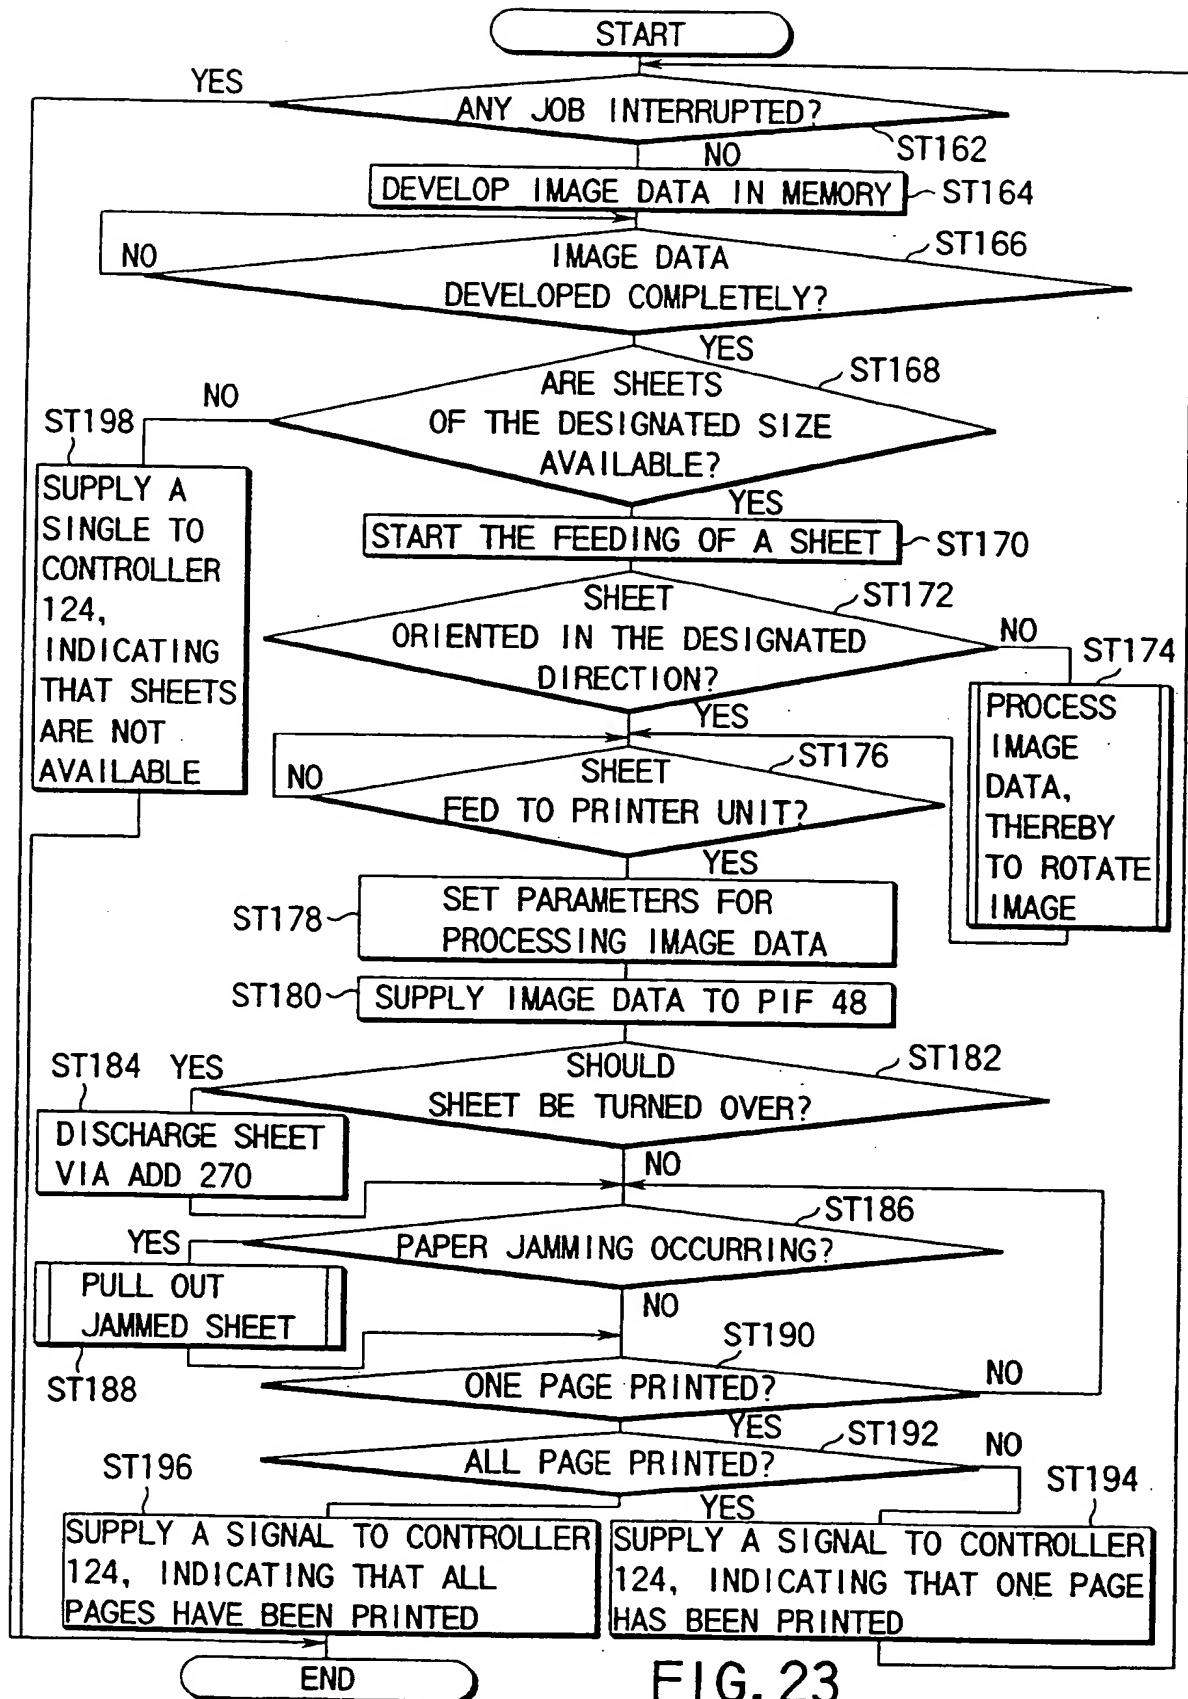 START
YES
ANY JOB INTERRUPTED?
ST162
NO
DEVELOP IMAGE DATA IN MEMORY
ST164
NO
IMAGE DATA
DEVELOPED COMPLETELY?
ST166
YES
ARE SHEETS
OF THE DESIGNATED SIZE
AVAILABLE?
ST168
NO
ST198
SUPPLY A
SINGLE TO
CONTROLLER
124,
INDICATING
THAT SHEETS
ARE NOT
AVAILABLE
YES
START THE FEEDING OF A SHEET
ST170
SHEET
ORIENTED IN THE DESIGNATED
DIRECTION?
ST172
NO
ST174
PROCESS
IMAGE
DATA,
THEREBY
TO ROTATE
IMAGE
YES
NO
SHEET
FED TO PRINTER UNIT?
ST176
YES
ST178
SET PARAMETERS FOR
PROCESSING IMAGE DATA
ST180
SUPPLY IMAGE DATA TO PIF 48
SHOULD
SHEET BE TURNED OVER?
ST182
ST184
YES
DISCHARGE SHEET
VIA ADD 270
NO
PAPER JAMMING OCCURRING?
ST186
YES
PULL OUT
JAMMED SHEET
ST188
NO
ST190
ONE PAGE PRINTED?
NO
YES
ALL PAGE PRINTED?
ST192
NO
ST196
YES
ST194
SUPPLY A SIGNAL TO CONTROLLER
124, INDICATING THAT ALL
PAGES HAVE BEEN PRINTED
SUPPLY A SIGNAL TO CONTROLLER
124, INDICATING THAT ONE PAGE
HAS BEEN PRINTED
END
FIG. 23